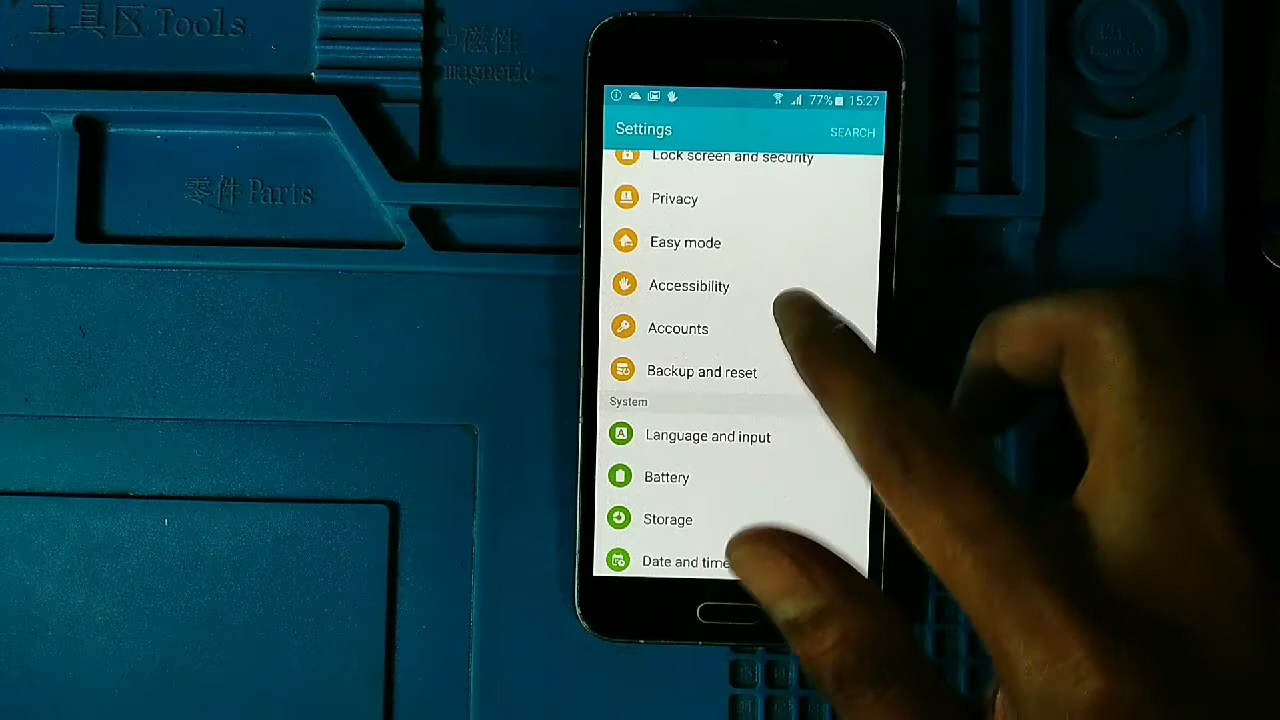 工具区 Tools
磁性
magnetic
零件 Parts
77% 15:27
Settings SEARCH
Lock screen and security
Privacy
Easy mode
Accessibility
Accounts
Backup and reset
System
Language and input
Battery
Storage
Date and time